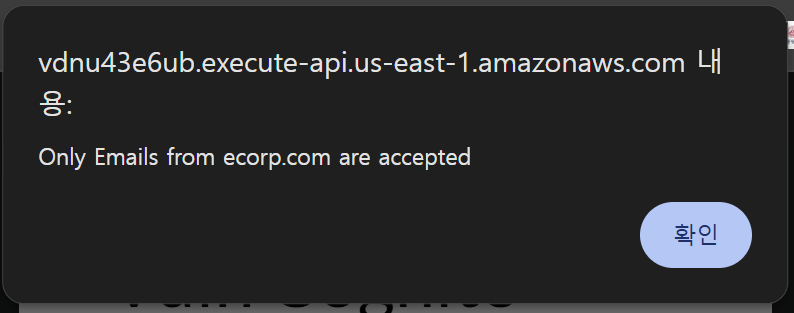 vdnu43e6ub.execute-api.us-east-1.amazonaws.com 내
용:
Only Emails from ecorp.com are accepted
확인